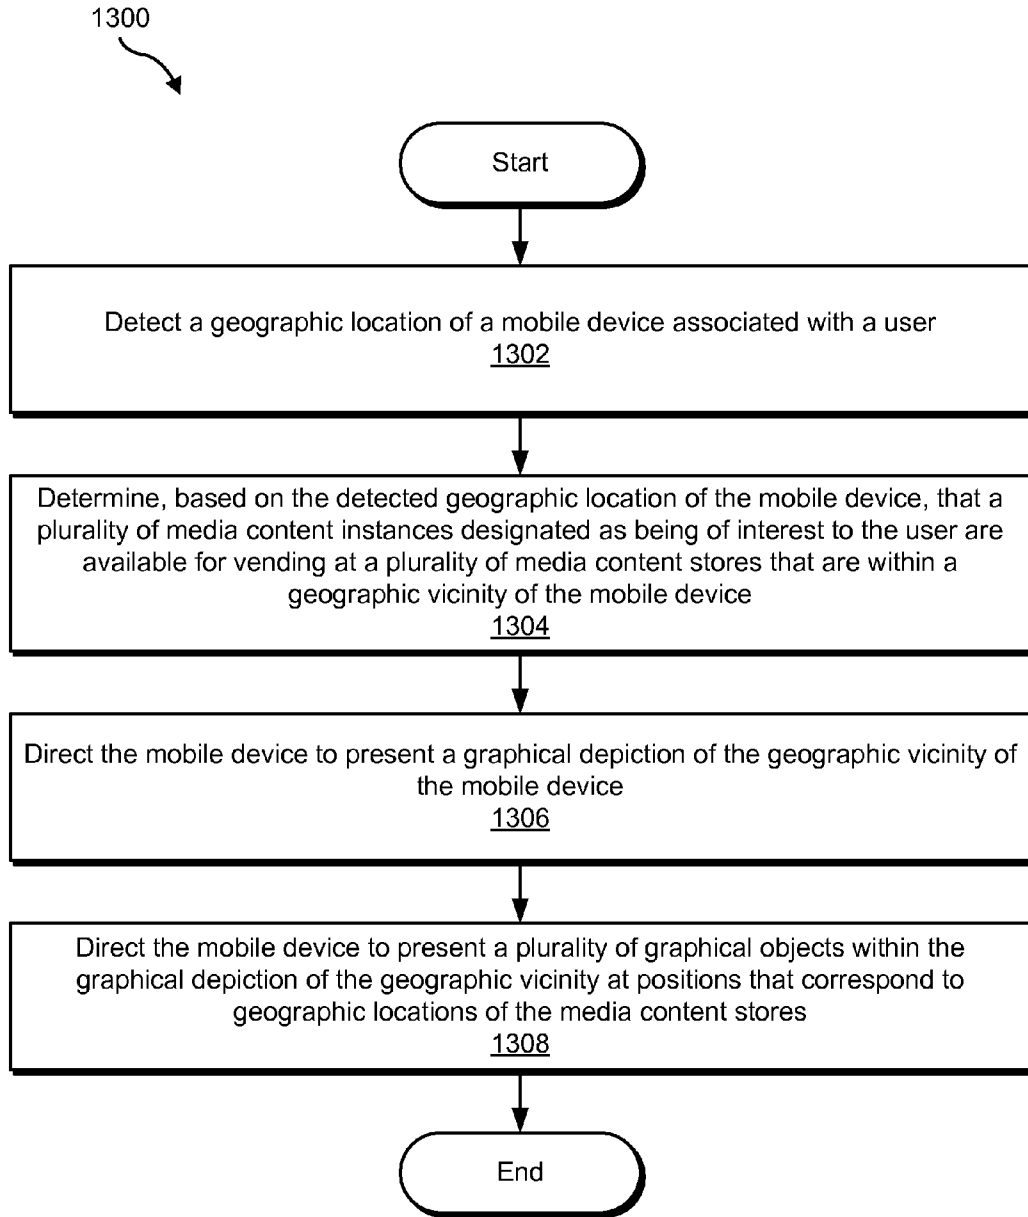 1300
Start
Detect a geographic location of a mobile device associated with a user
1302
Determine, based on the detected geographic location of the mobile device, that a
plurality of media content instances designated as being of interest to the user are
available for vending at a plurality of media content stores that are within a
geographic vicinity of the mobile device
1304
Direct the mobile device to present a graphical depiction of the geographic vicinity of
the mobile device
1306
Direct the mobile device to present a plurality of graphical objects within the
graphical depiction of the geographic vicinity at positions that correspond to
geographic locations of the media content stores
1308
End